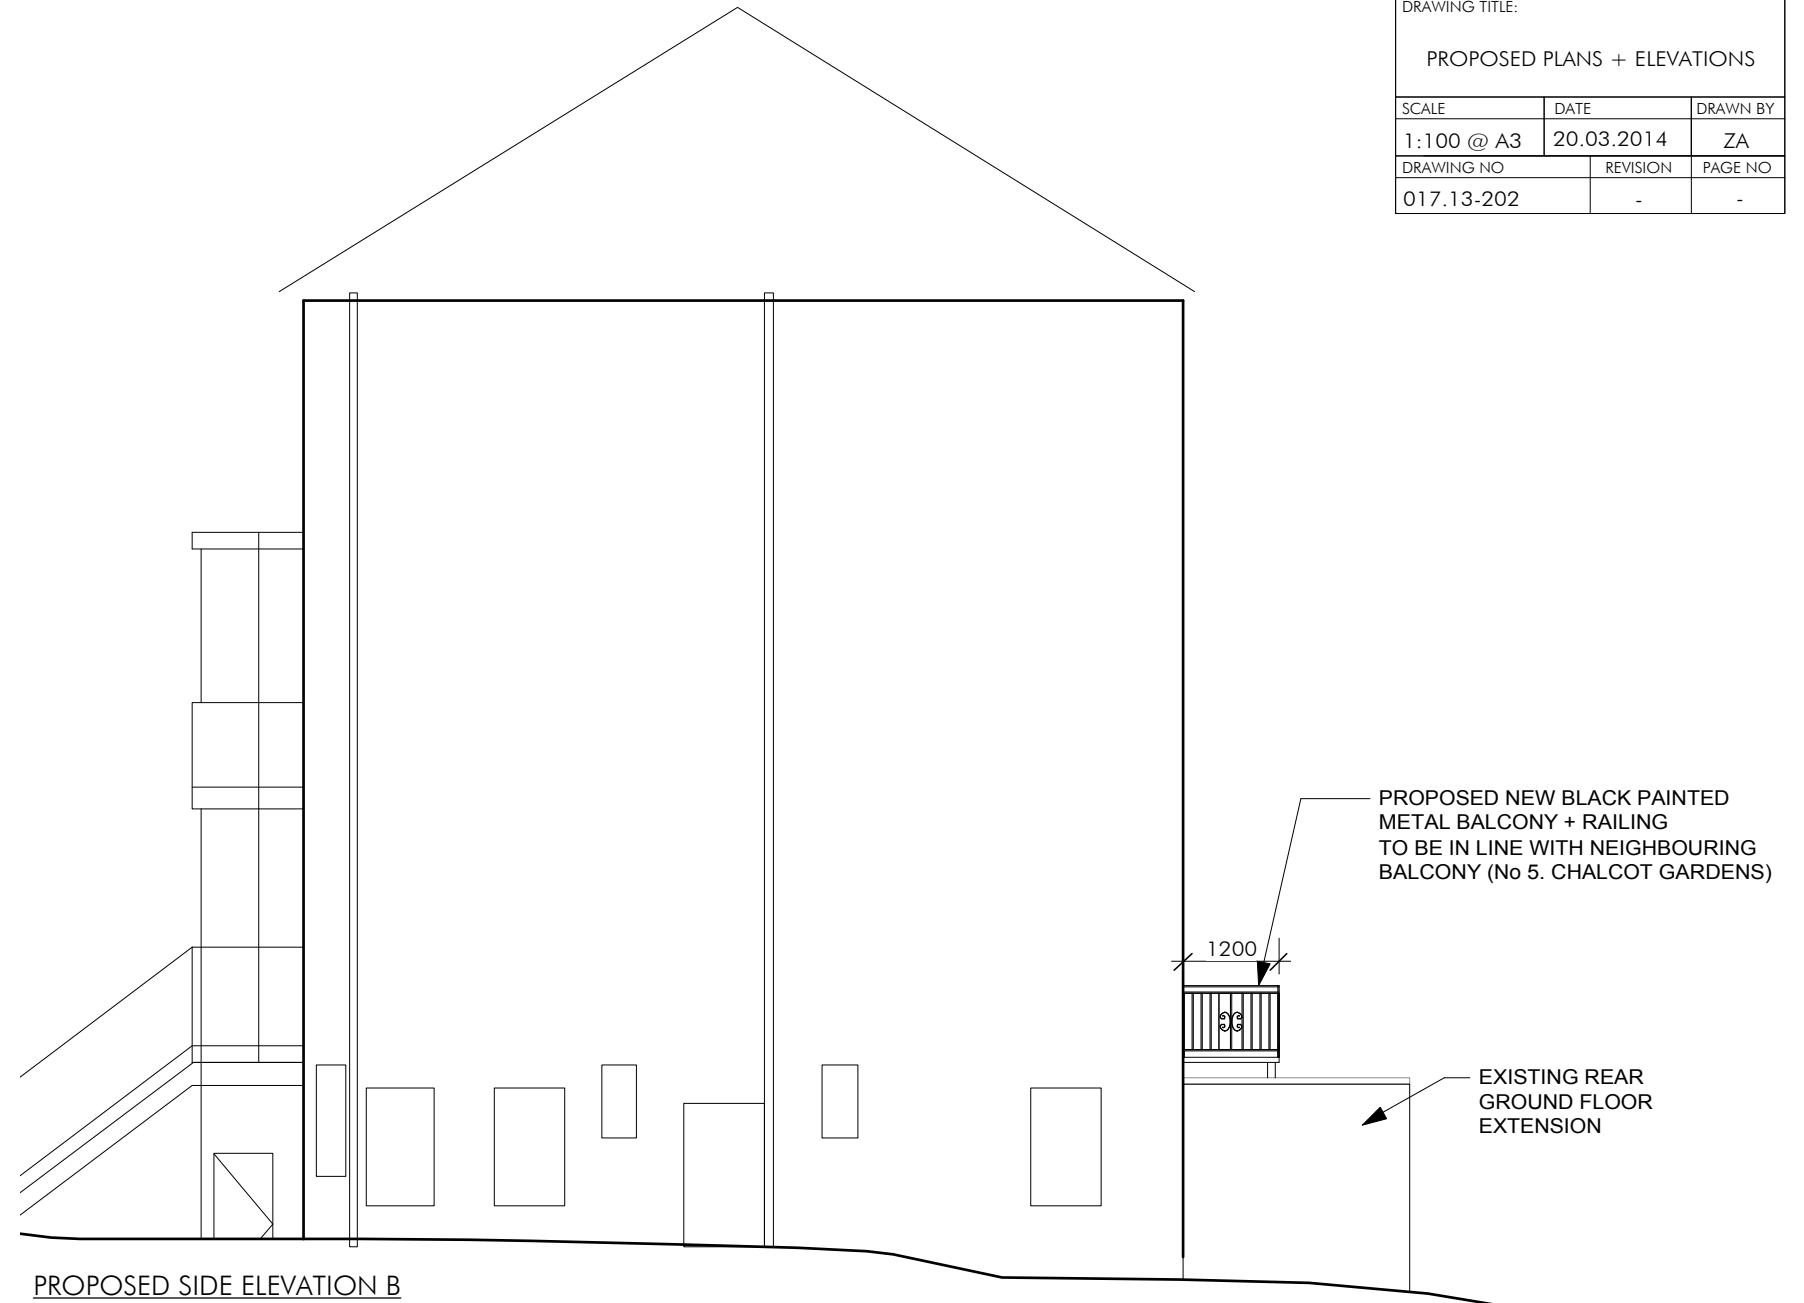 DRAWING TITLE:
PROPOSED PLANS + ELEVATIONS
SCALE DATE DRAWN BY
1:100 @ A3 20.03.2014 ZA
DRAWING NO REVISION PAGE NO
017.13-202 - -
PROPOSED NEW BLACK PAINTED
METAL BALCONY + RAILING
TO BE IN LINE WITH NEIGHBOURING
BALCONY (No 5. CHALCOT GARDENS)
1200
EXISTING REAR
GROUND FLOOR
EXTENSION
PROPOSED SIDE ELEVATION B